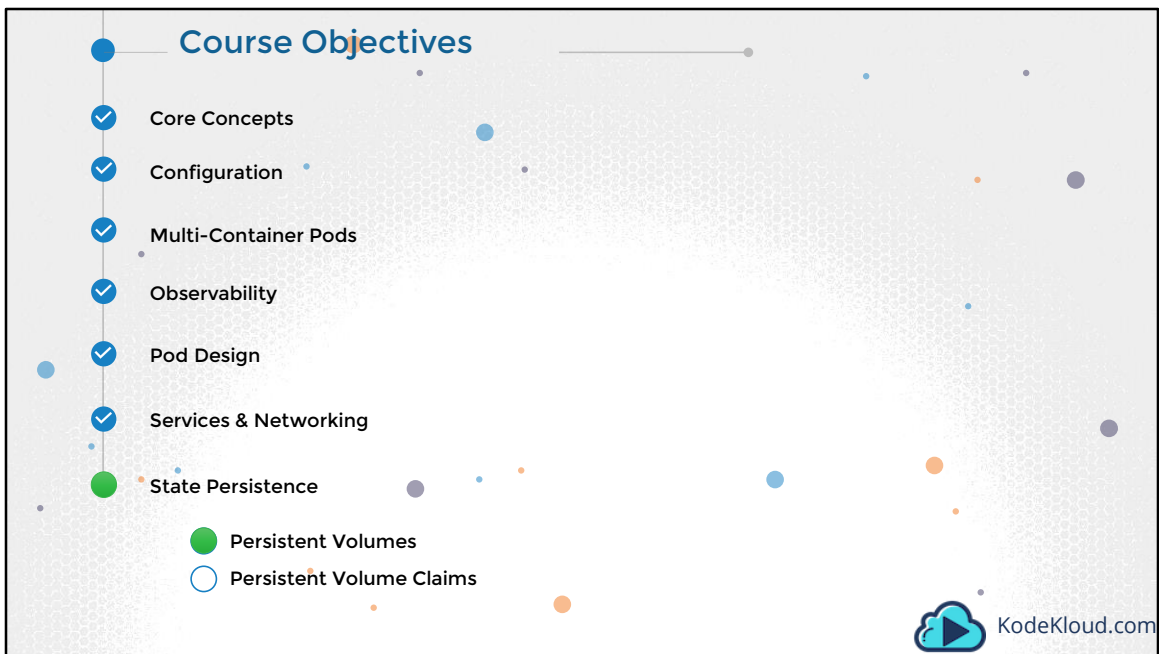 Course Objectives
Core Concepts
Configuration
Multi-Container Pods
Observability
Pod Design
Services & Networking
State Persistence
Persistent Volumes
Persistent Volume Claims
KodeKloud.com